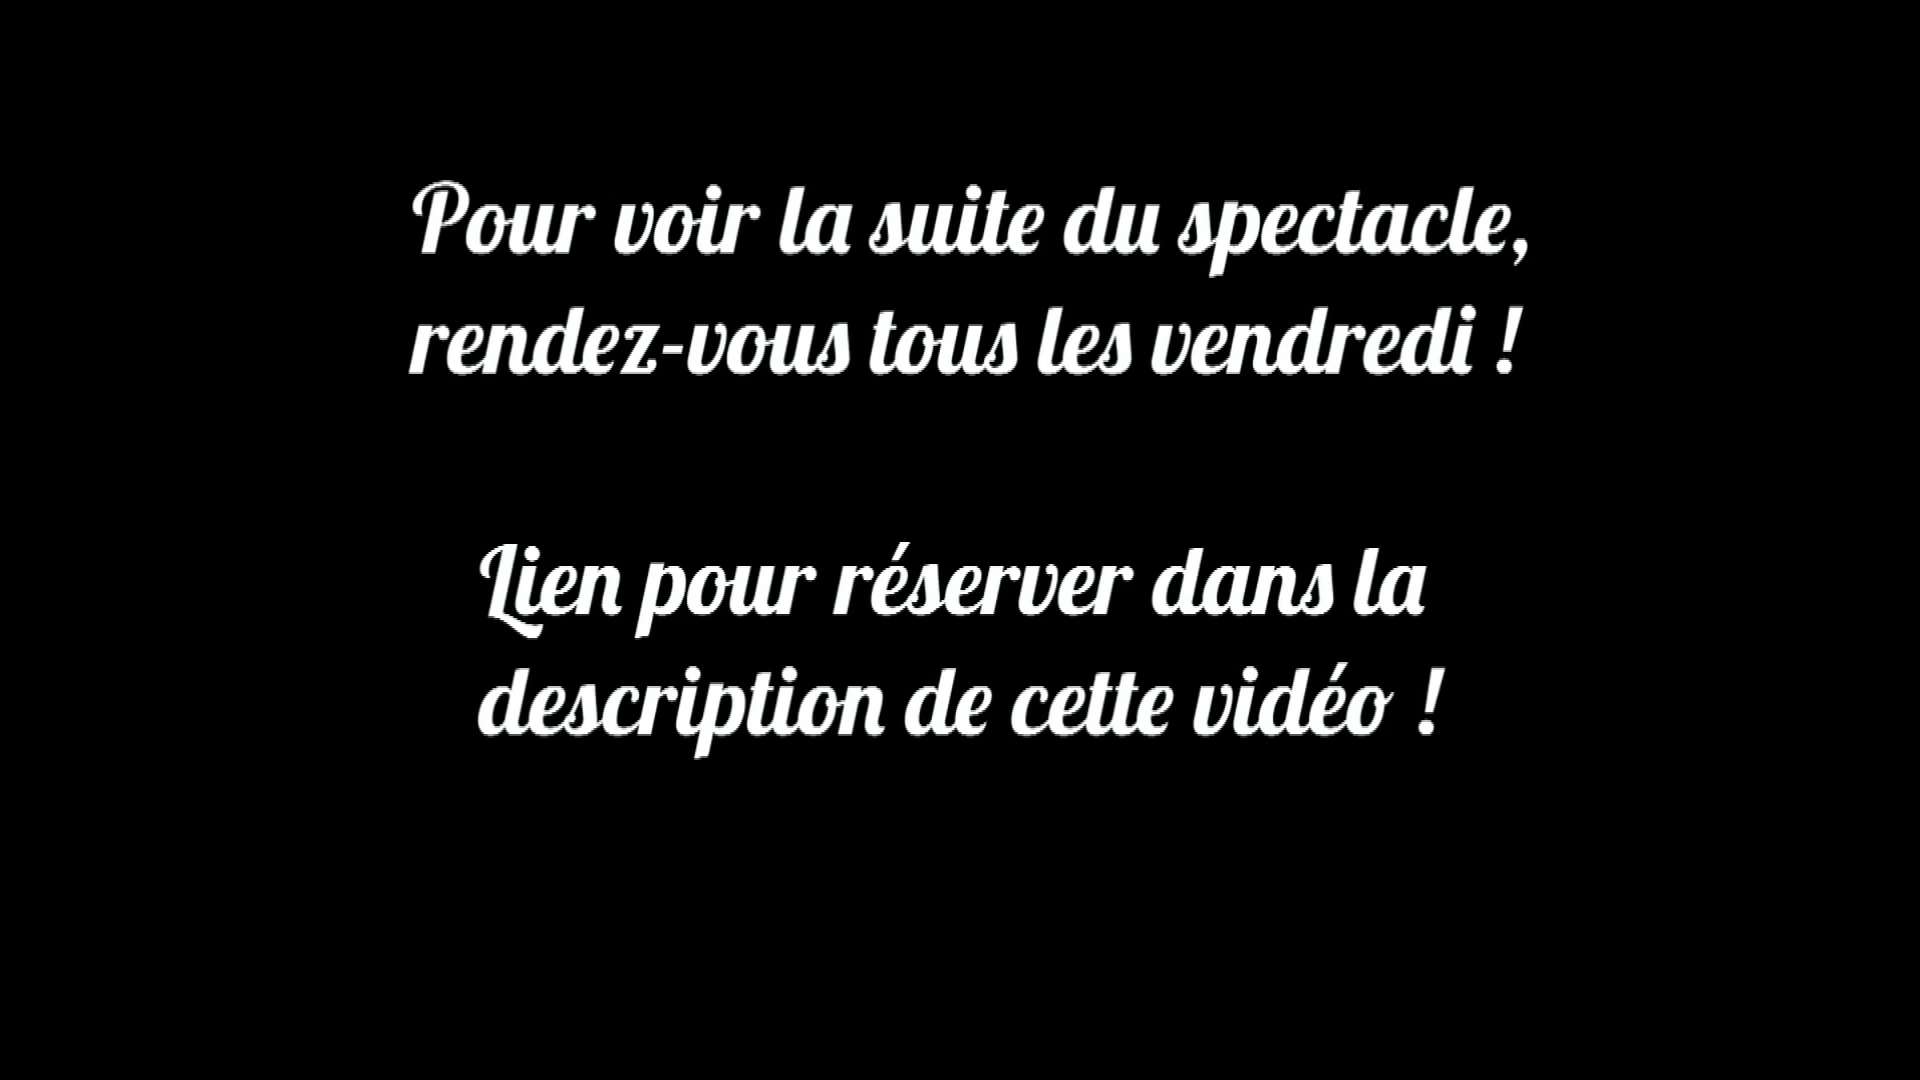 Pour voir la suite du spectacle,
rendez-vous tous les vendredi !
Lien pour réserver dans la
description de cette vidéo !